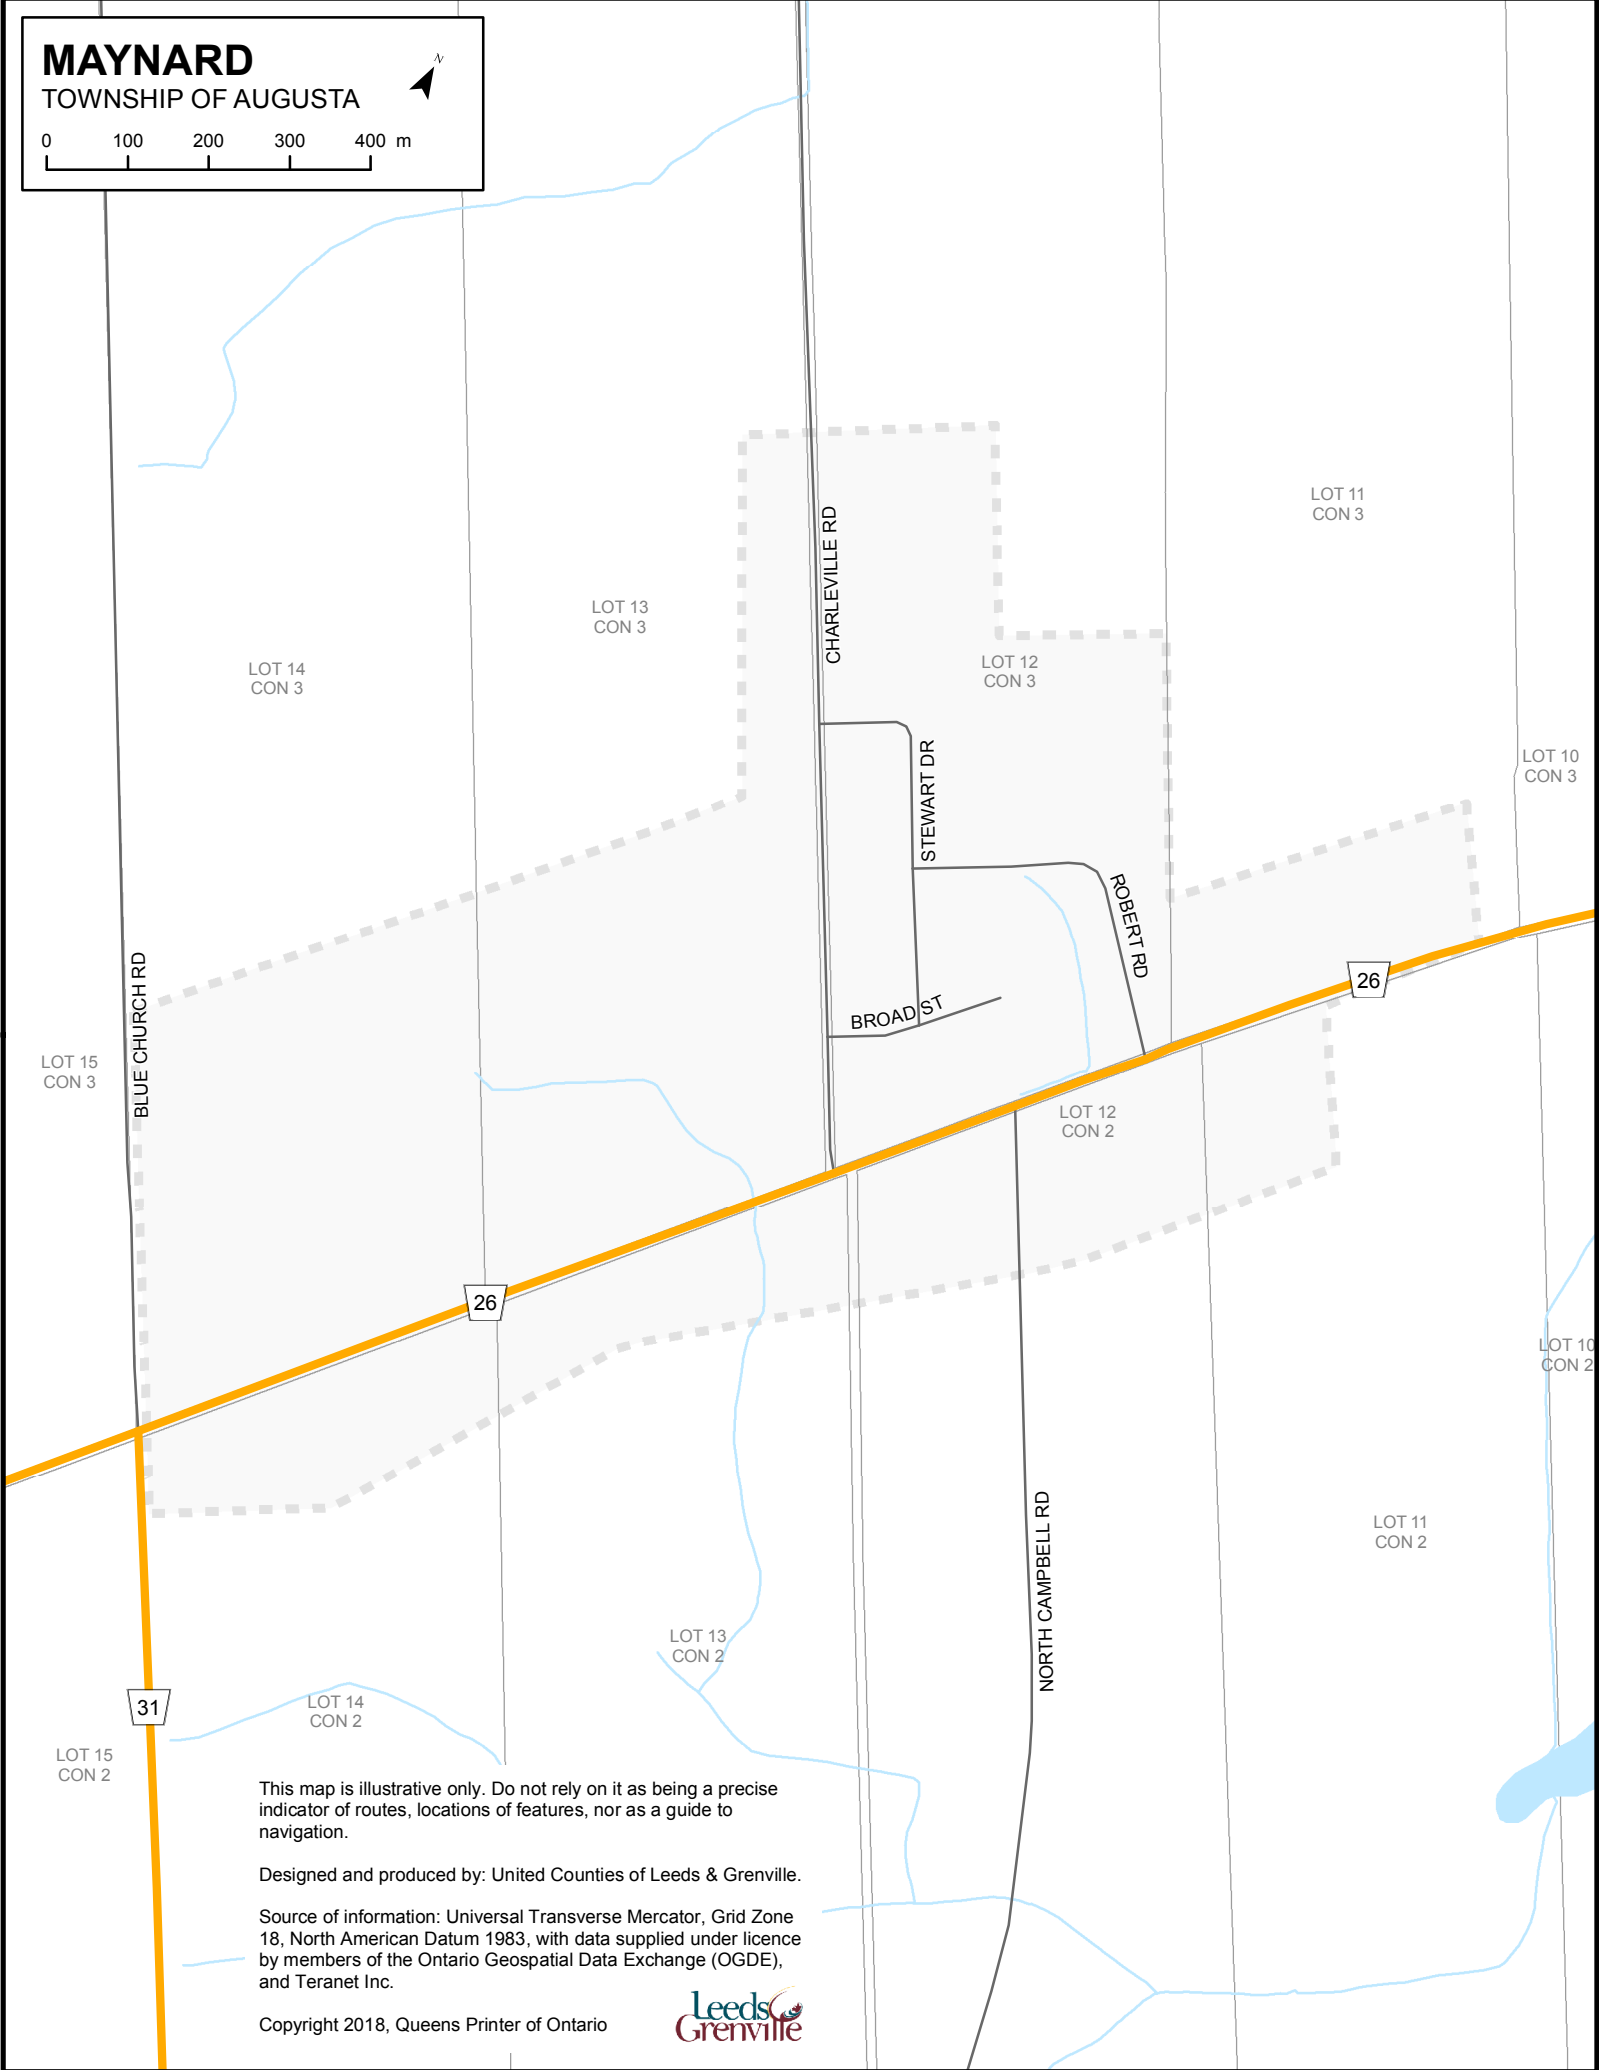 MAYNARD
TOWNSHIP OF AUGUSTA
N
0 100 200 300 400 m
LOT 11
CON 3
CHARLEVILLE RD
LOT 13
CON 3
LOT 14
CON 3
LOT 12
CON 3
STEWART DR
LOT 10
CON 3
ROBERT RD
BLUE CHURCH RD
26
BROAD ST
LOT 15
CON 3
LOT 12
CON 2
26
LOT 10
CON 2
NORTH CAMPBELL RD
LOT 11
CON 2
LOT 13
CON 2
31
LOT 14
CON 2
LOT 15
CON 2
This map is illustrative only. Do not rely on it as being a precise
indicator of routes, locations of features, nor as a guide to
navigation.
Designed and produced by: United Counties of Leeds & Grenville.
Source of information: Universal Transverse Mercator, Grid Zone
18, North American Datum 1983, with data supplied under licence
by members of the Ontario Geospatial Data Exchange (OGDE),
and Teranet Inc.
Copyright 2018, Queens Printer of Ontario
Leeds
Grenville